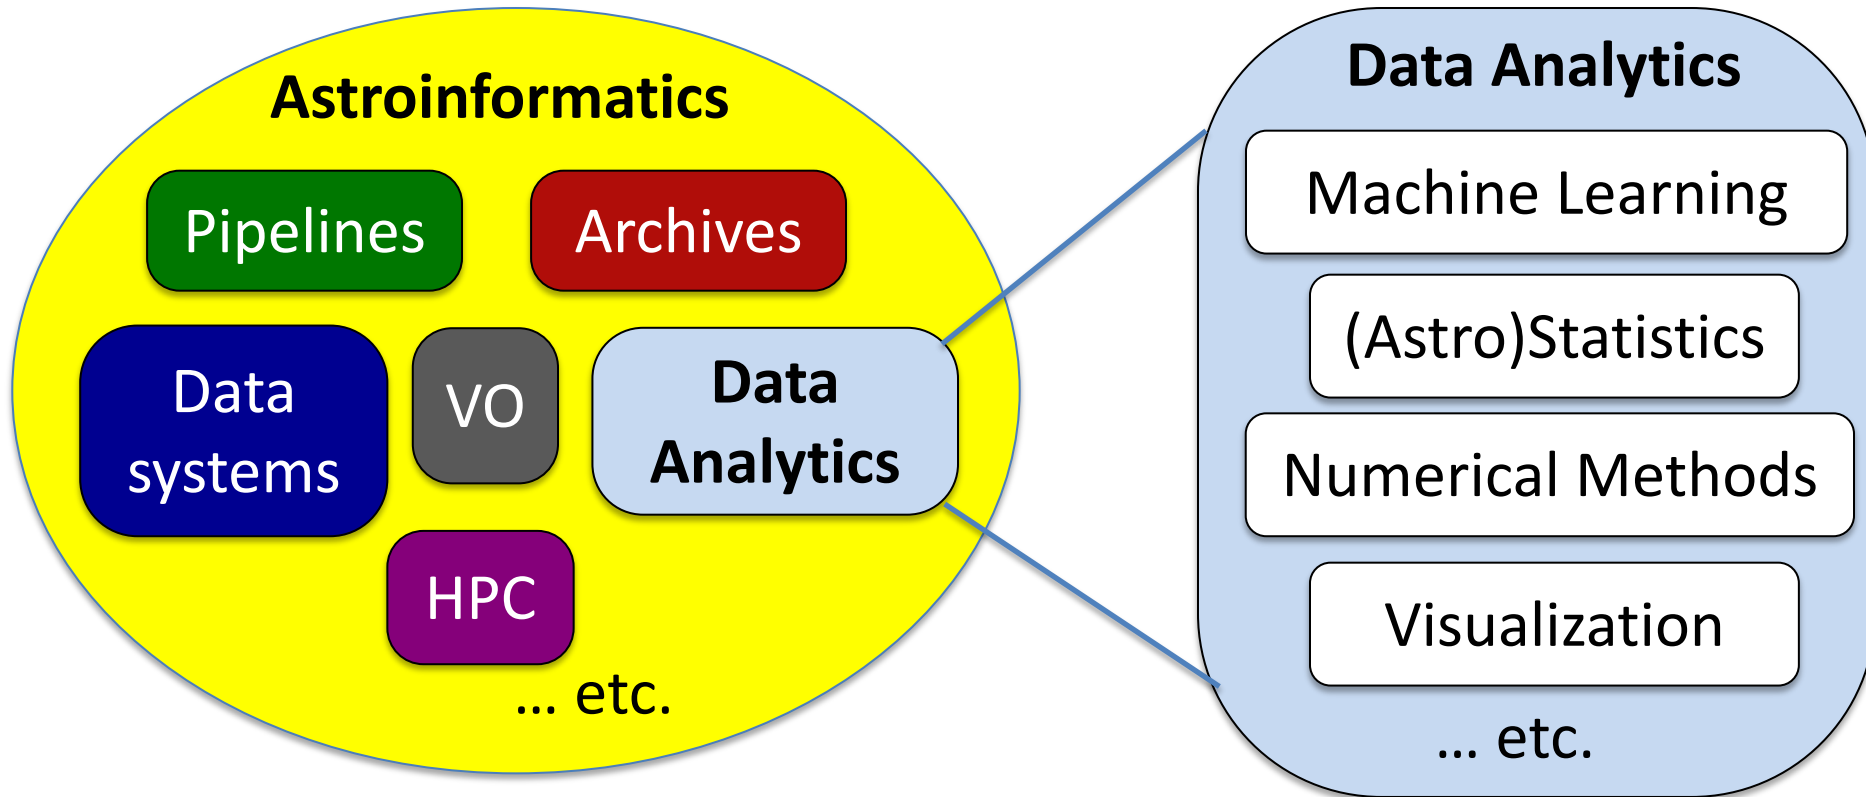 Astroinformatics
Pipelines
Archives
Data
systems
VO
Data
Analytics
HPC
... etc.
Data Analytics
Machine Learning
(Astro)Statistics
Numerical Methods
Visualization
... etc.